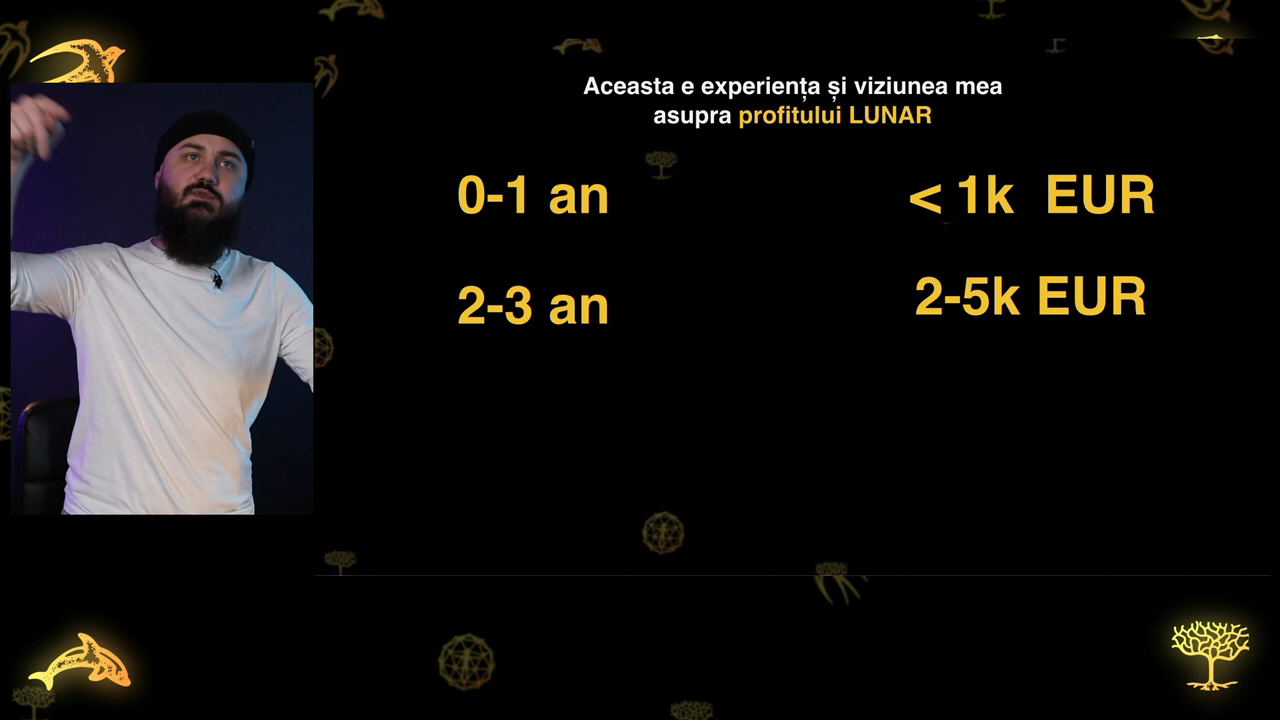 Aceasta e experiența și viziunea mea
asupra profitului LUNAR
0-1 an < 1k EUR
2-3 an 2-5k EUR